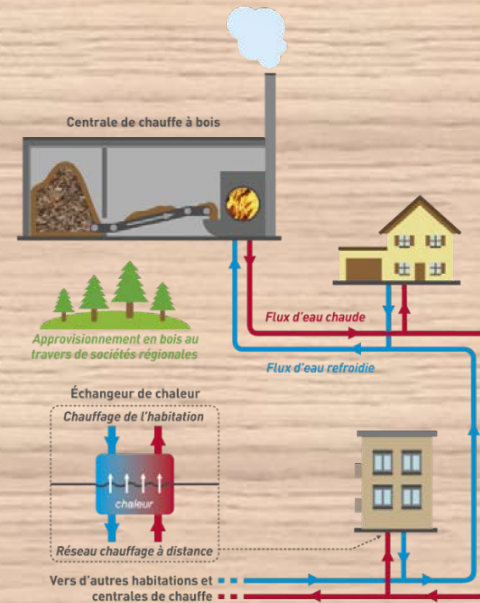 Centrale de chauffe à bois
Flux d'eau chaude
Approvisionnement en bois au
travers de sociétés régionales
Flux d'eau refroidie
Échangeur de chaleur
Chauffage de l'habitation
chaleur
Réseau chauffage à distance
Vers d'autres habitations et
centrales de chauffe